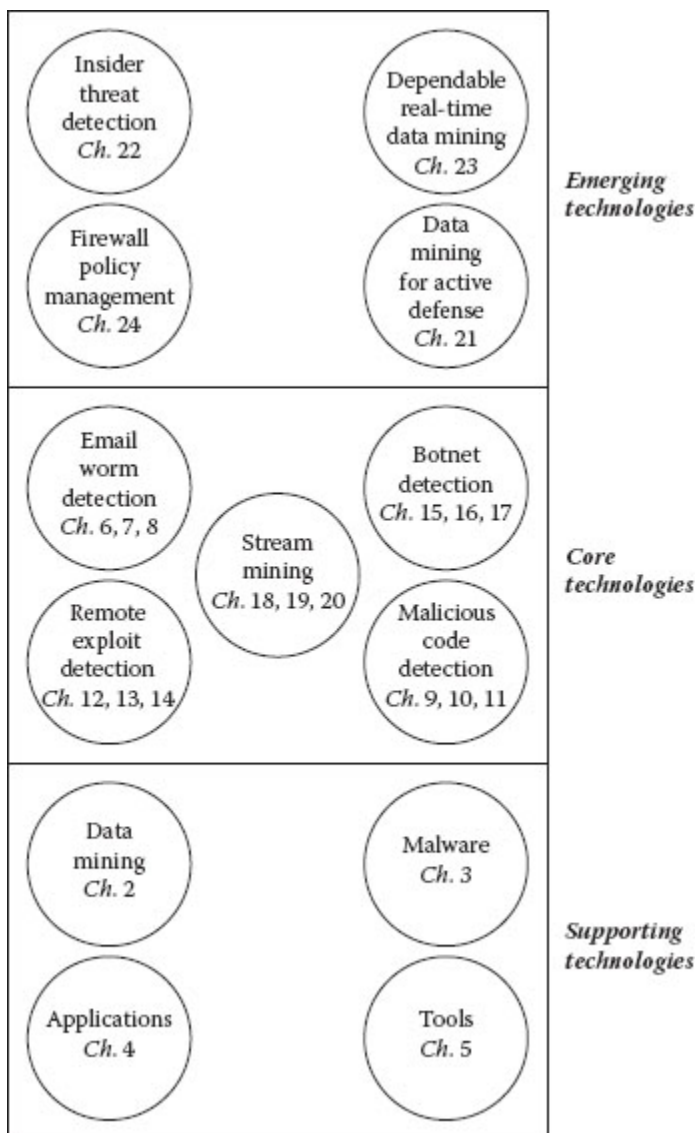 Insider
threat
detection
Ch. 22
Dependable
real-time
data mining
Ch. 23
Firewall
policy
management
Ch. 24
Data
mining
for active
defense
Ch. 21
Emerging
technologies
Email
worm
detection
Ch. 6, 7, 8
Botnet
detection
Ch. 15, 16, 17
Stream
mining
Ch. 18, 19, 20
Remote
exploit
detection
Ch. 12, 13, 14
Malicious
code
detection
Ch. 9, 10, 11
Core
technologies
Data
mining
Ch. 2
Malware
Ch. 3
Applications
Ch. 4
Tools
Ch. 5
Supporting
technologies